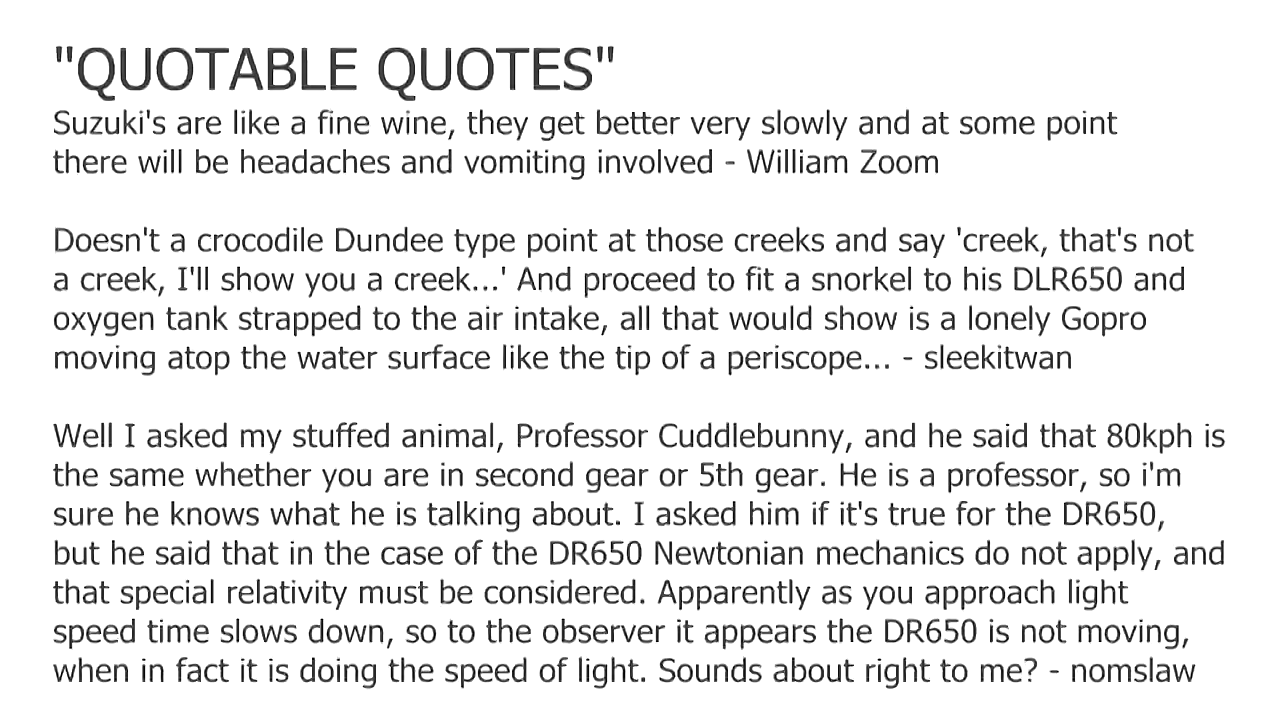 "QUOTABLE QUOTES"
Suzuki's are like a fine wine, they get better very slowly and at some point
there will be headaches and vomiting involved - William Zoom
Doesn't a crocodile Dundee type point at those creeks and say 'creek, that's not
a creek, I'll show you a creek...' And proceed to fit a snorkel to his DLR650 and
oxygen tank strapped to the air intake, all that would show is a lonely Gopro
moving atop the water surface like the tip of a periscope... - sleekitwan
Well I asked my stuffed animal, Professor Cuddlebunny, and he said that 80kph is
the same whether you are in second gear or 5th gear. He is a professor, so i'm
sure he knows what he is talking about. I asked him if it's true for the DR650,
but he said that in the case of the DR650 Newtonian mechanics do not apply, and
that special relativity must be considered. Apparently as you approach light
speed time slows down, so to the observer it appears the DR650 is not moving,
when in fact it is doing the speed of light. Sounds about right to me? - nomslaw